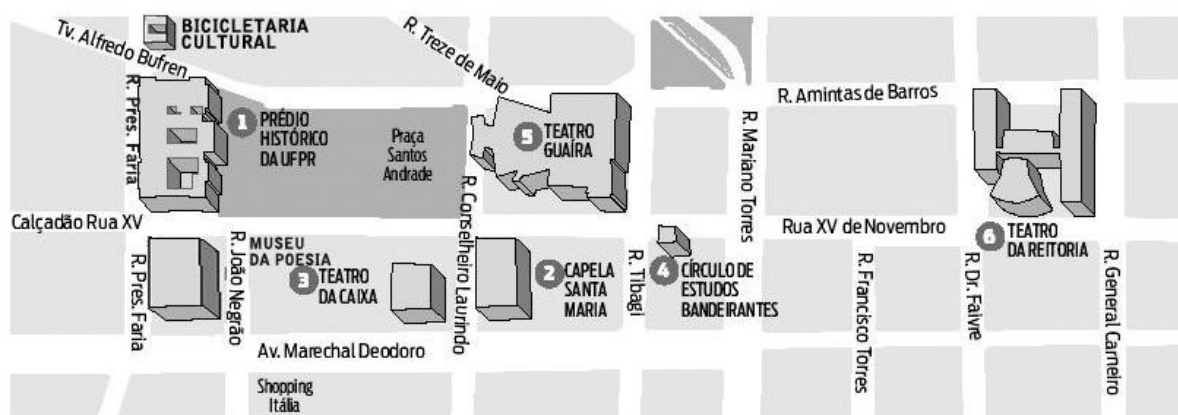 BICICLETARIA
CULTURAL
Tv. Alfredo Bufren
R. Treze de Maio
R. Pres. Faria
1 PRÉDIO
HISTÓRICO
DA UFPR
Praça
Santos
Andrade
5 TEATRO
GUAÍRA
R. Mariano Torres
R. Amintas de Barros
Calçadão Rua XV
R. Conselheiro Laurindo
Rua XV de Novembro
6 TEATRO
DA REITORIA
R. Pres. Faria
R. João Negrão
MUSEU
DA POESIA
3 TEATRO
DA CAIXA
2 CAPELA
SANTA
MARIA
R. Tibagi
4 CÍRCULO DE
ESTUDOS
BANDEIRANTES
R. Francisco Torres
R. Dr. Faivre
R. General Carneiro
Av. Marechal Deodoro
Shopping
Itália